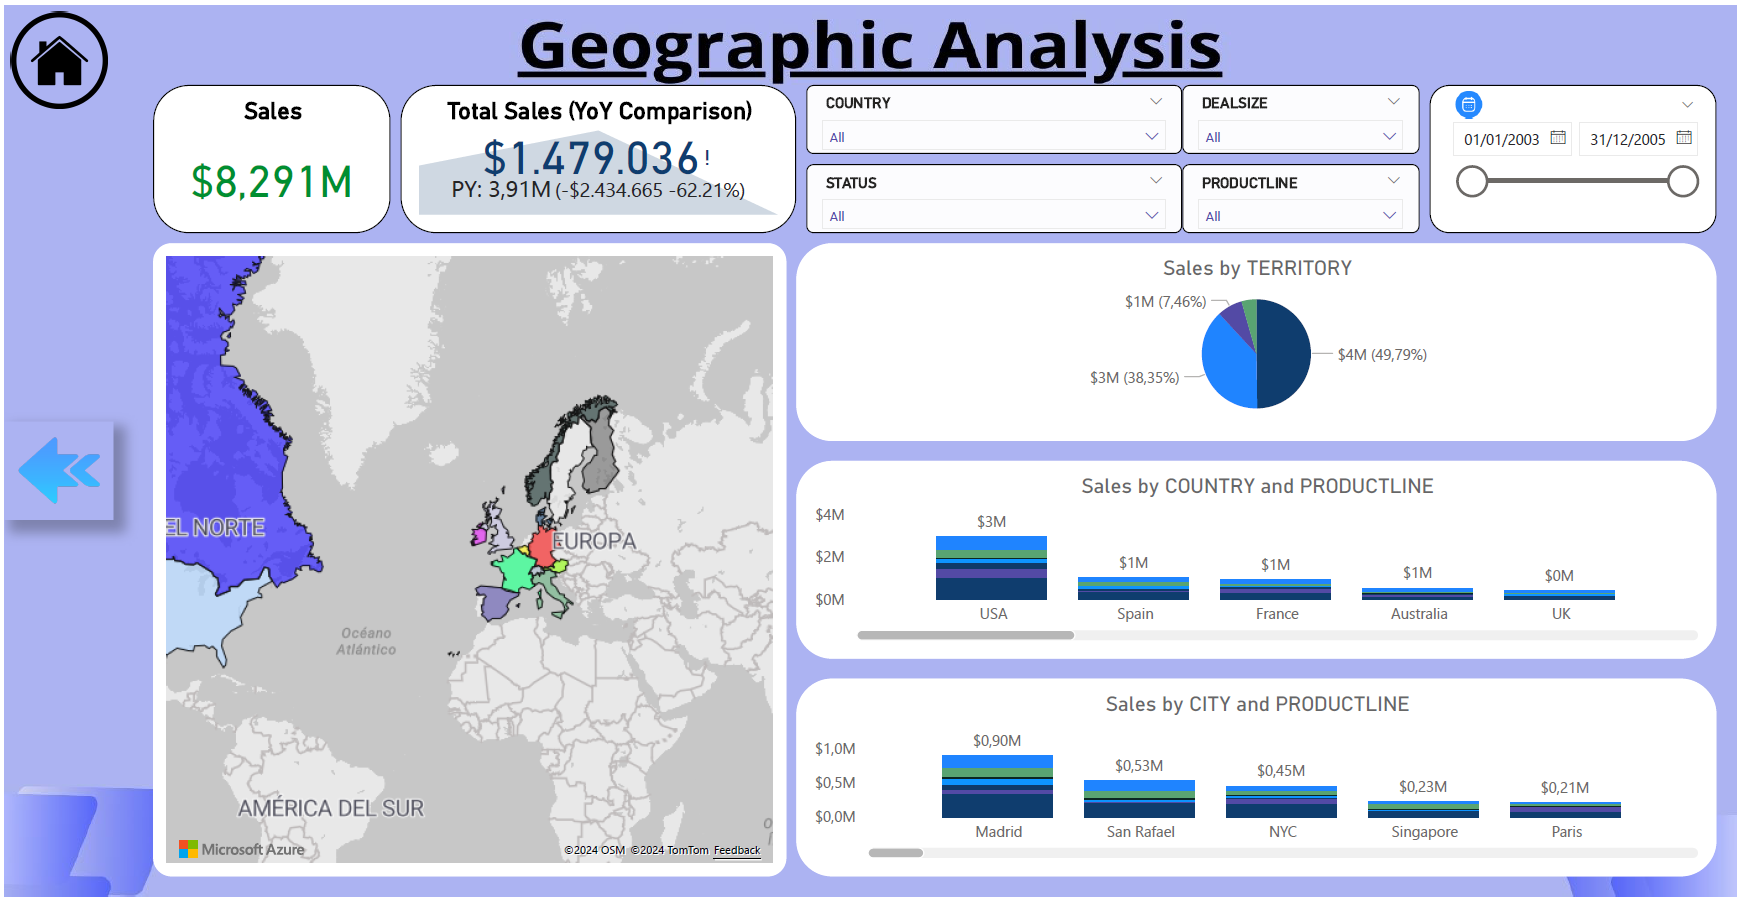 Geographic Analysis
Sales
$8,291M
Total Sales (YoY Comparison)
$1.479.036!
PY: 3,91M (-$2.434.665 -62.21%)
COUNTRY
All
DEALSIZE
All
STATUS
All
PRODUCTLINE
All
01/01/2003
31/12/2005
EL NORTE
EUROPA
Océano
Atlántico
AMÉRICA DEL SUR
Microsoft Azure
©2024 OSM ©2024 TomTom Feedback
Sales by TERRITORY
$1M (7,46%)
$4M (49,79%)
$3M (38,35%)
Sales by COUNTRY and PRODUCTLINE
$4M
$2M
$0M
$3M
$1M
$1M
$1M
$0M
USA
Spain
France
Australia
UK
Sales by CITY and PRODUCTLINE
$1,0M
$0,5M
$0,0M
$0,90M
$0,53M
$0,45M
$0,23M
$0,21M
Madrid
San Rafael
NYC
Singapore
Paris